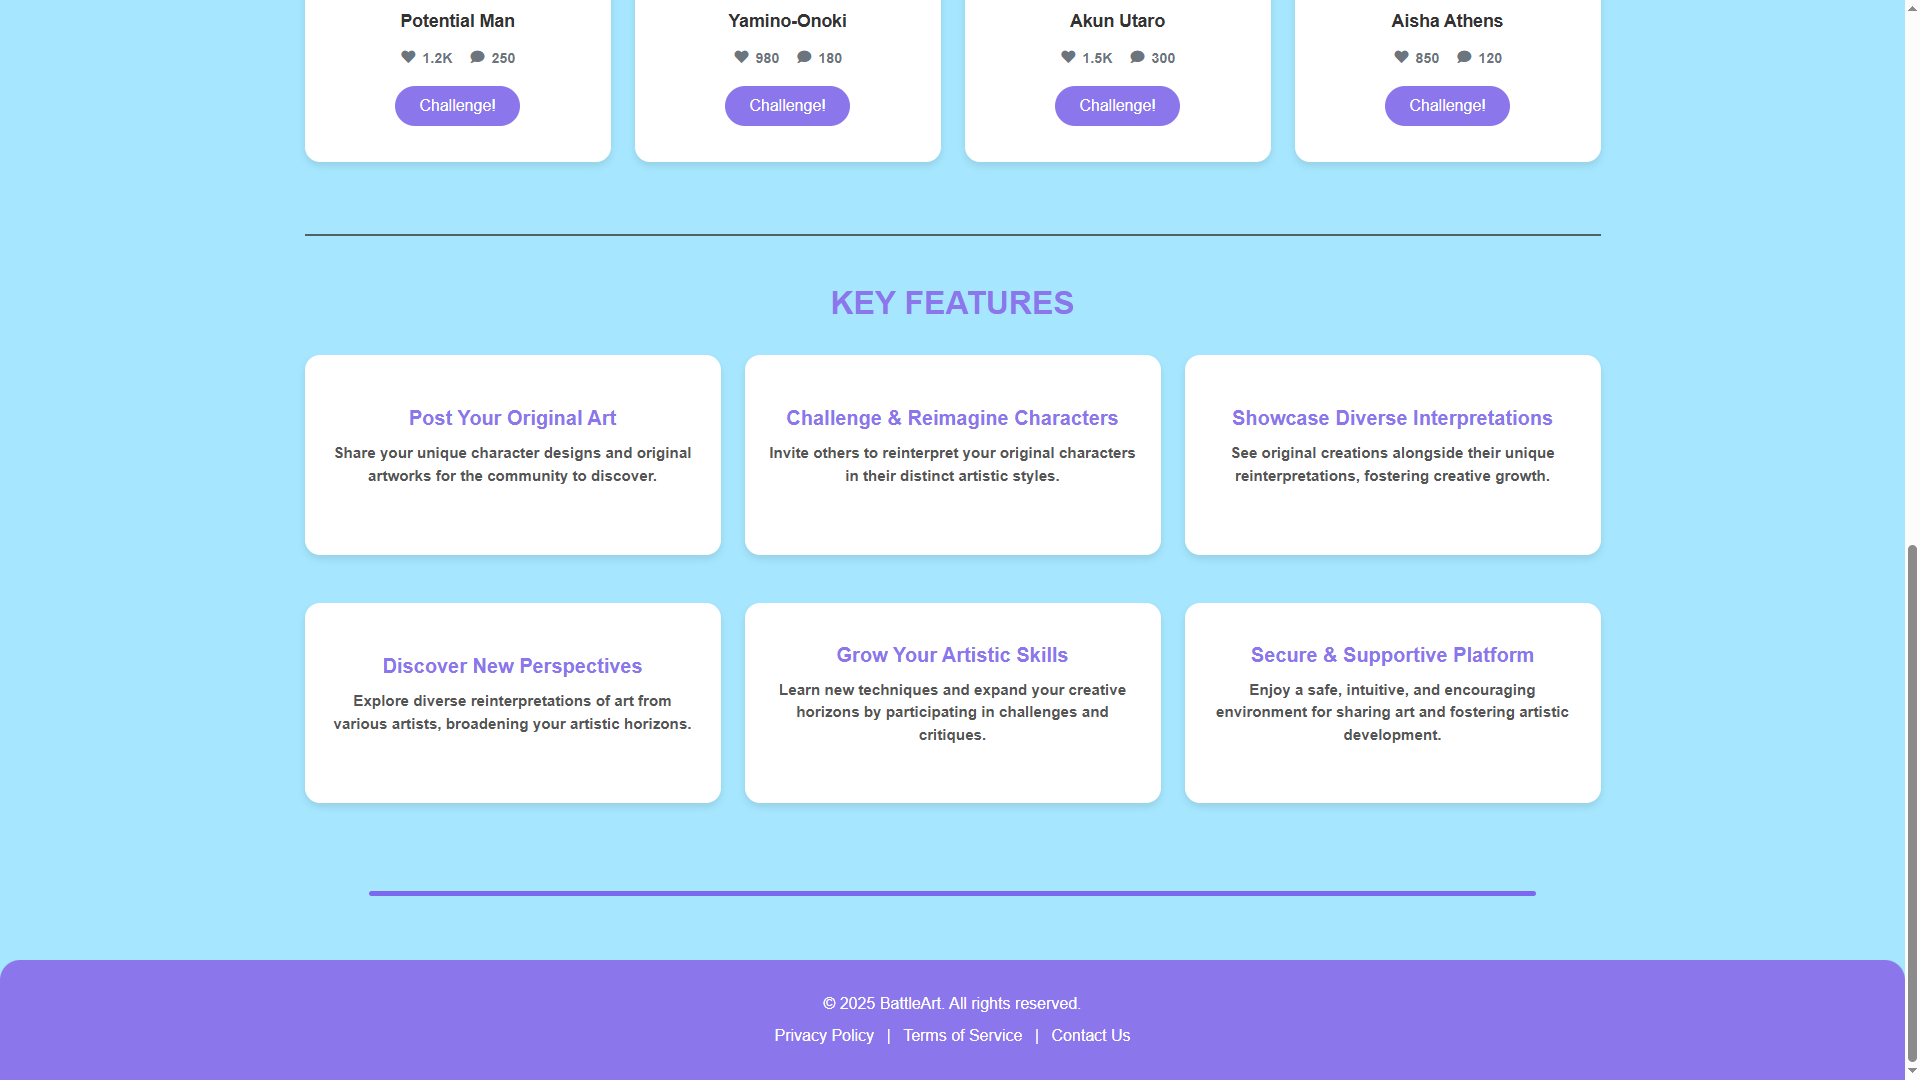 Potential Man
1.2K 250
Challenge!
Yamino-Onoki
980 180
Challenge!
Akun Utaro
1.5K 300
Challenge!
Aisha Athens
850 120
Challenge!
KEY FEATURES
Post Your Original Art
Share your unique character designs and original
artworks for the community to discover.
Challenge & Reimagine Characters
Invite others to reinterpret your original characters
in their distinct artistic styles.
Showcase Diverse Interpretations
See original creations alongside their unique
reinterpretations, fostering creative growth.
Discover New Perspectives
Explore diverse reinterpretations of art from
various artists, broadening your artistic horizons.
Grow Your Artistic Skills
Learn new techniques and expand your creative
horizons by participating in challenges and
critiques.
Secure & Supportive Platform
Enjoy a safe, intuitive, and encouraging
environment for sharing art and fostering artistic
development.
© 2025 BattleArt. All rights reserved.
Privacy Policy | Terms of Service | Contact Us